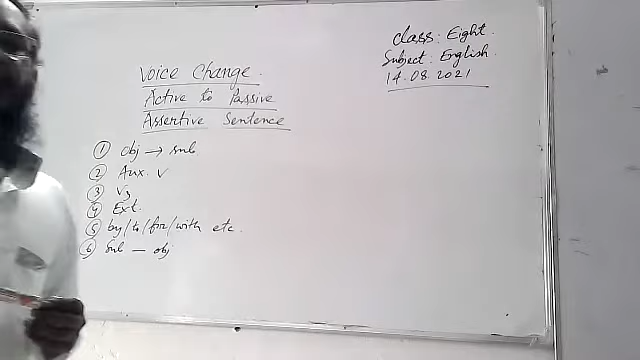 class: Eight.
Subject: English.
14.08.2021
Voice Change.
Active to Passive
Assertive Sentence
① obj → sub.
② Aux. V
③ V3
④ Ext.
⑤ by/to/for/with etc.
⑥ Sub — obj